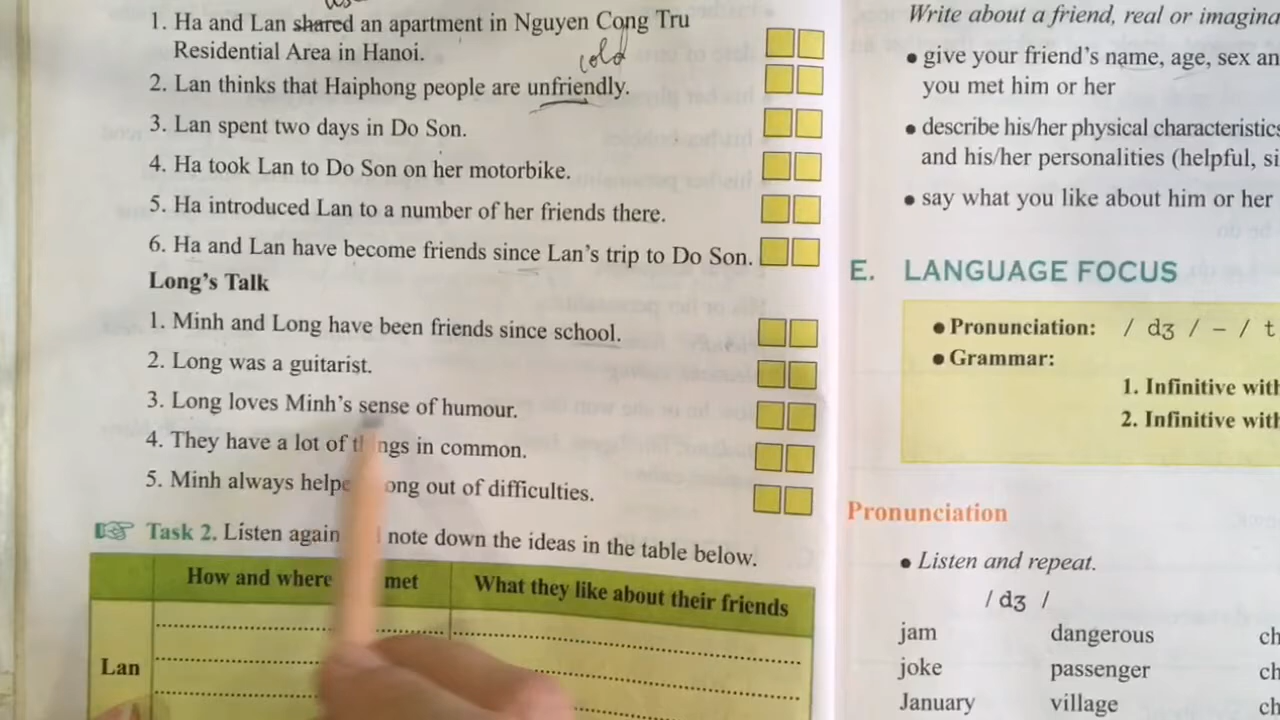 1. Ha and Lan shared an apartment in Nguyen Cong Tru
Residential Area in Hanoi.
cold
2. Lan thinks that Haiphong people are unfriendly.
3. Lan spent two days in Do Son.
4. Ha took Lan to Do Son on her motorbike.
5. Ha introduced Lan to a number of her friends there.
6. Ha and Lan have become friends since Lan's trip to Do Son.
Long's Talk
1. Minh and Long have been friends since school.
2. Long was a guitarist.
3. Long loves Minh's sense of humour.
4. They have a lot of things in common.
5. Minh always helped Long out of difficulties.
Task 2. Listen again note down the ideas in the table below.
How and where met
What they like about their friends
Lan
Write about a friend, real or
• give your friend's name, age, sex
you met him or her
• describe his/her physical
and his/her personalities (helpful,
• say what you like about him or her
E. LANGUAGE FOCUS
• Pronunciation: / dʒ / – / t
• Grammar:
1. Infinitive
2. Infinitive
Pronunciation
• Listen and repeat.
/ dʒ /
jam dangerous ch
joke passenger ch
January village ch